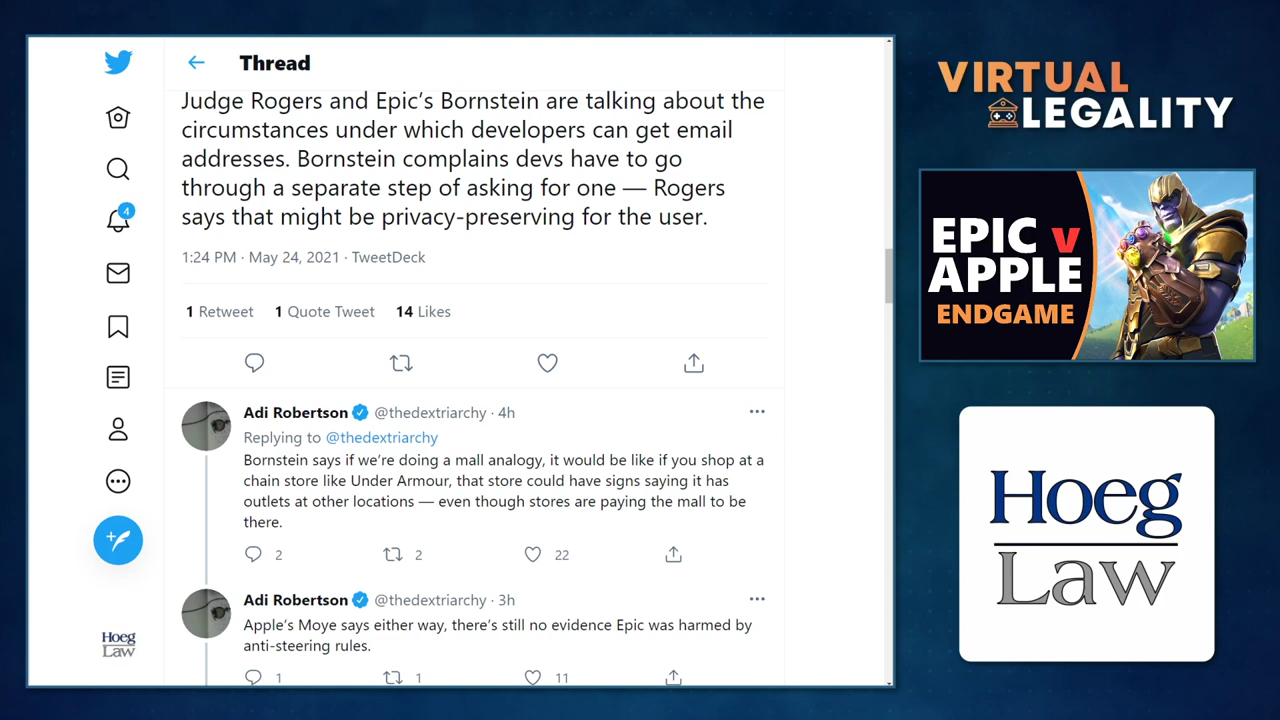 Thread
Judge Rogers and Epic’s Bornstein are talking about the
circumstances under which developers can get email
addresses. Bornstein complains devs have to go
through a separate step of asking for one — Rogers
says that might be privacy-preserving for the user.
1:24 PM · May 24, 2021 · TweetDeck
1 Retweet 1 Quote Tweet 14 Likes
Adi Robertson @thedextriarchy · 4h
Replying to @thedextriarchy
Bornstein says if we’re doing a mall analogy, it would be like if you shop at a
chain store like Under Armour, that store could have signs saying it has
outlets at other locations — even though stores are paying the mall to be
there.
2 2 22
Adi Robertson @thedextriarchy · 3h
Apple’s Moye says either way, there’s still no evidence Epic was harmed by
anti-steering rules.
1 1 11
4
Hoeg
Law
VIRTUAL
LEGALITY
EPIC v
APPLE
ENDGAME
Hoeg
Law